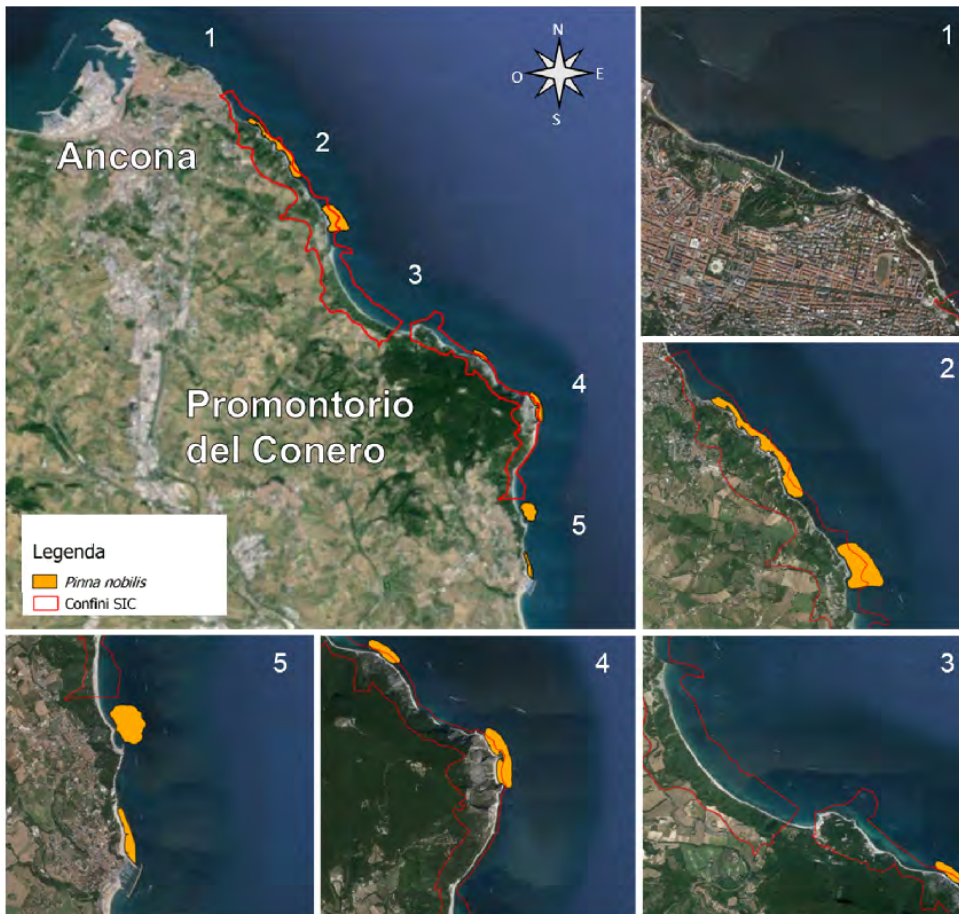 1
N
O
E
S
2
Ancona
3
Promontorio
del Conero
4
5
Legenda
Pinna nobilis
Confini SIC
1
2
5
4
3